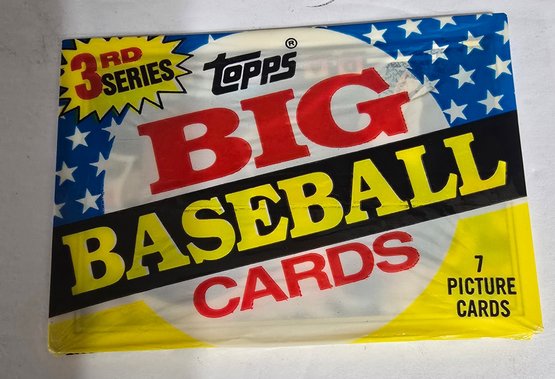 3RD
SERIES
topps®
BIG
BASEBALL
CARDS
7
PICTURE
CARDS